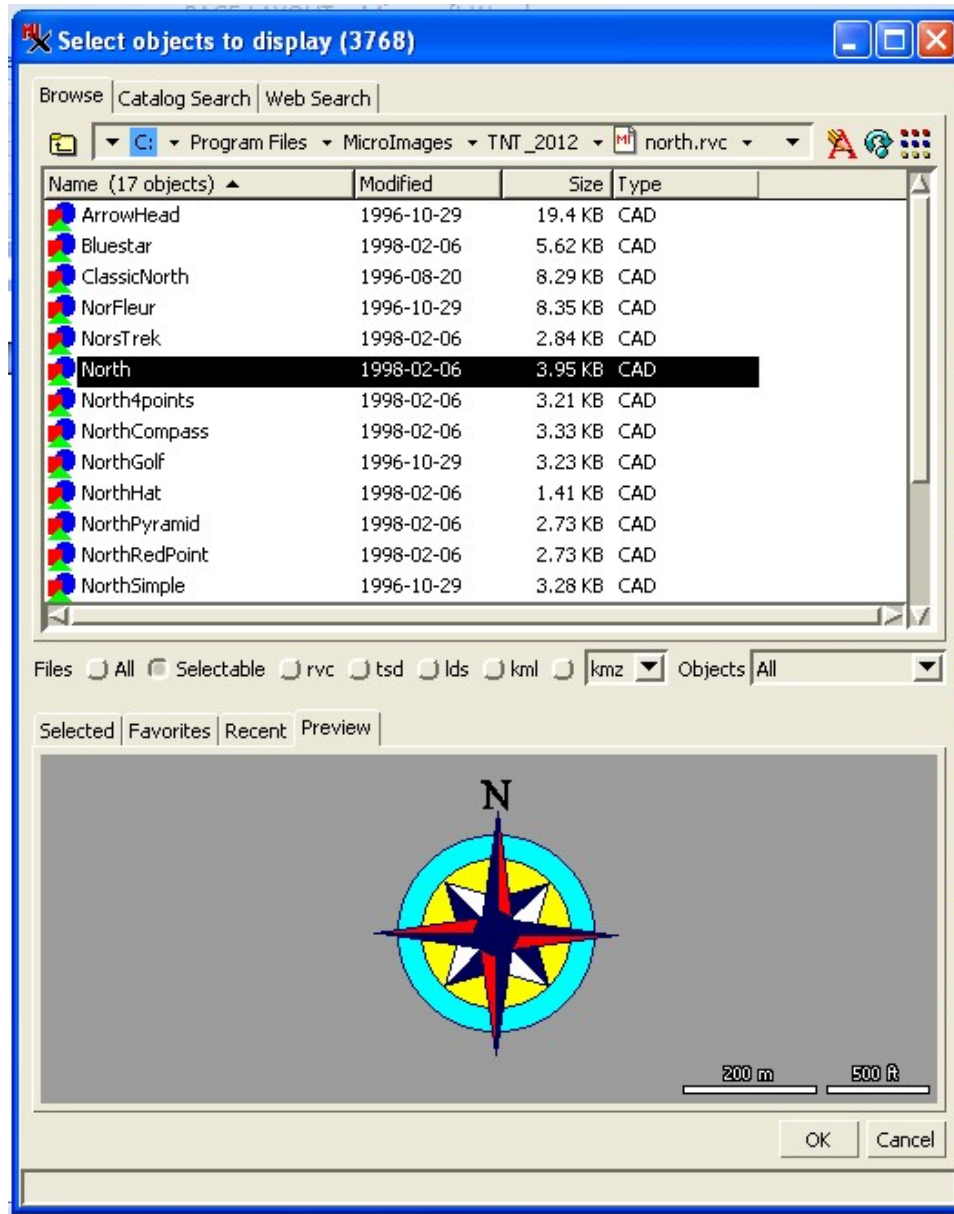 Select objects to display (3768)
Browse Catalog Search Web Search
C: Program Files MicroImages TNT_2012 north.rvc
Name (17 objects) Modified Size Type
ArrowHead 1996-10-29 19.4 KB CAD
Bluestar 1998-02-06 5.62 KB CAD
ClassicNorth 1996-08-20 8.29 KB CAD
NorFleur 1996-10-29 8.35 KB CAD
NorsTrek 1998-02-06 2.84 KB CAD
North 1998-02-06 3.95 KB CAD
North4points 1998-02-06 3.21 KB CAD
NorthCompass 1998-02-06 3.33 KB CAD
NorthGolf 1996-10-29 3.23 KB CAD
NorthHat 1998-02-06 1.41 KB CAD
NorthPyramid 1998-02-06 2.73 KB CAD
NorthRedPoint 1998-02-06 2.73 KB CAD
NorthSimple 1996-10-29 3.28 KB CAD
Files All Selectable rvc tsd lds kml kmz Objects All
Selected Favorites Recent Preview
N
200 m 500 ft
OK Cancel